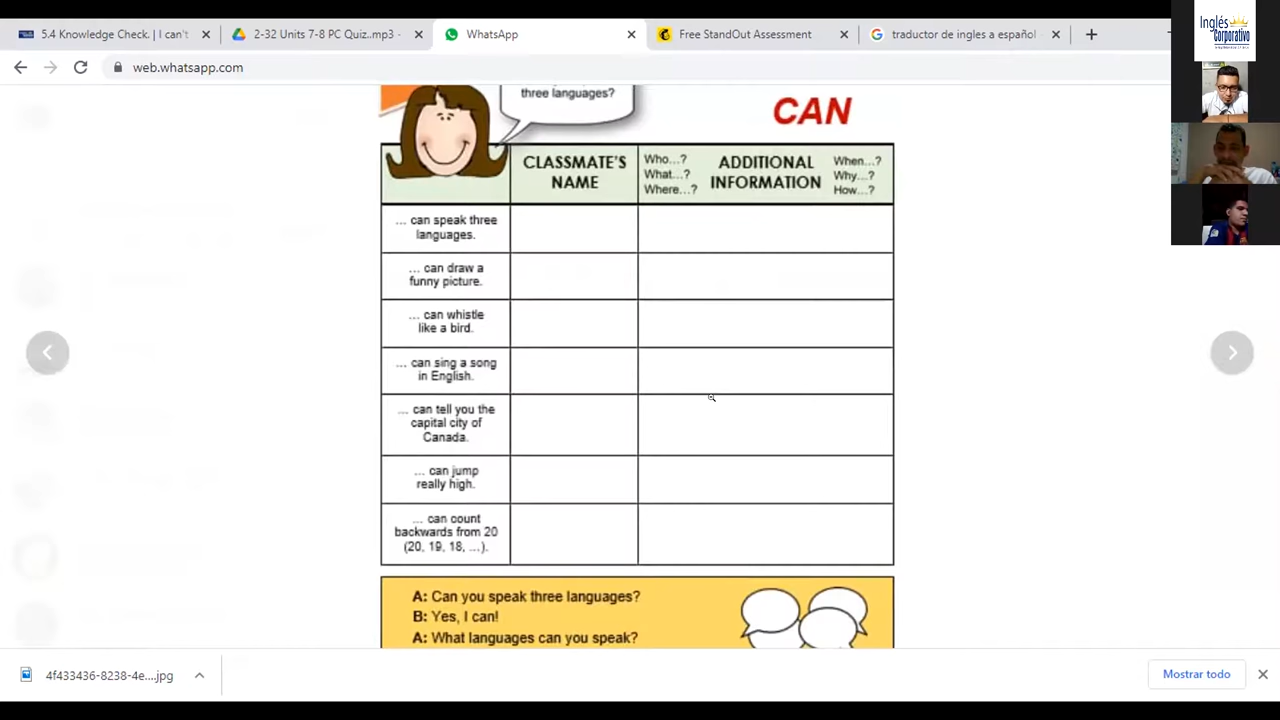 5.4 Knowledge Check. | I can't
2-32 Units 7-8 PC Quiz..mp3 -
WhatsApp
Free StandOut Assessment
traductor de ingles a español -
Inglés
Corporativo
web.whatsapp.com
three languages?
CAN
CLASSMATE'S
NAME
Who...?
What...?
Where...?
ADDITIONAL
INFORMATION
When...?
Why...?
How...?
... can speak three
languages.
... can draw a
funny picture.
... can whistle
like a bird.
... can sing a song
in English.
... can tell you the
capital city of
Canada.
... can jump
really high.
... can count
backwards from 20
(20, 19, 18, ...).
A: Can you speak three languages?
B: Yes, I can!
A: What languages can you speak?
4f433436-8238-4e....jpg
Mostrar todo